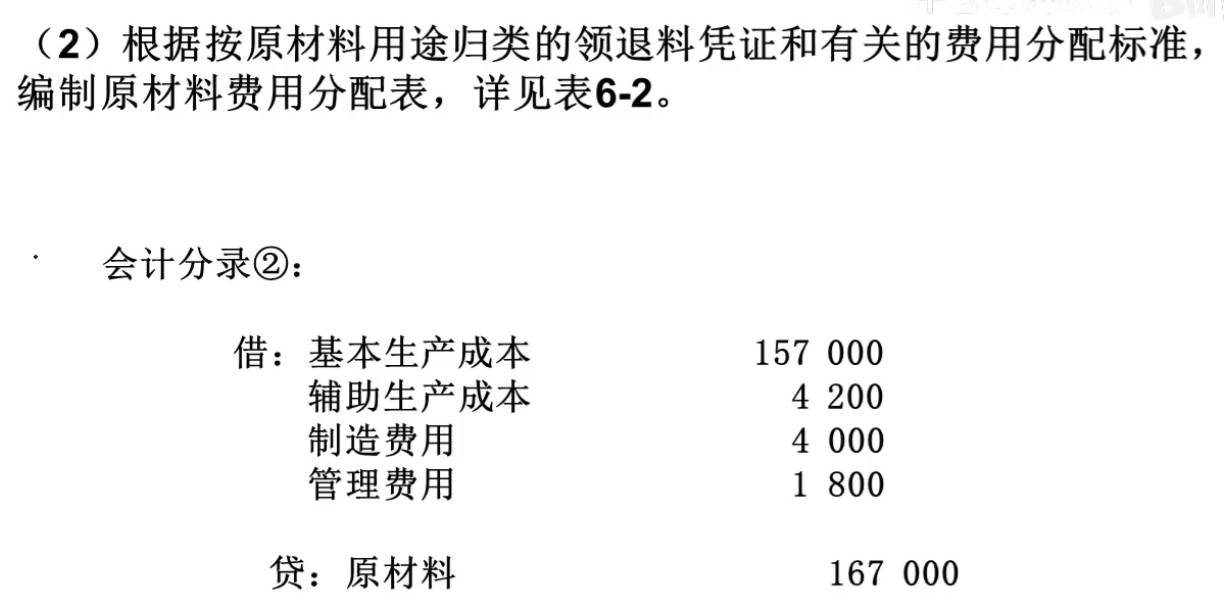 （2）根据按原材料用途归类的领退料凭证和有关的费用分配标准，
编制原材料费用分配表，详见表6-2。
会计分录②：
借：基本生产成本 157 000
辅助生产成本 4 200
制造费用 4 000
管理费用 1 800
贷：原材料 167 000